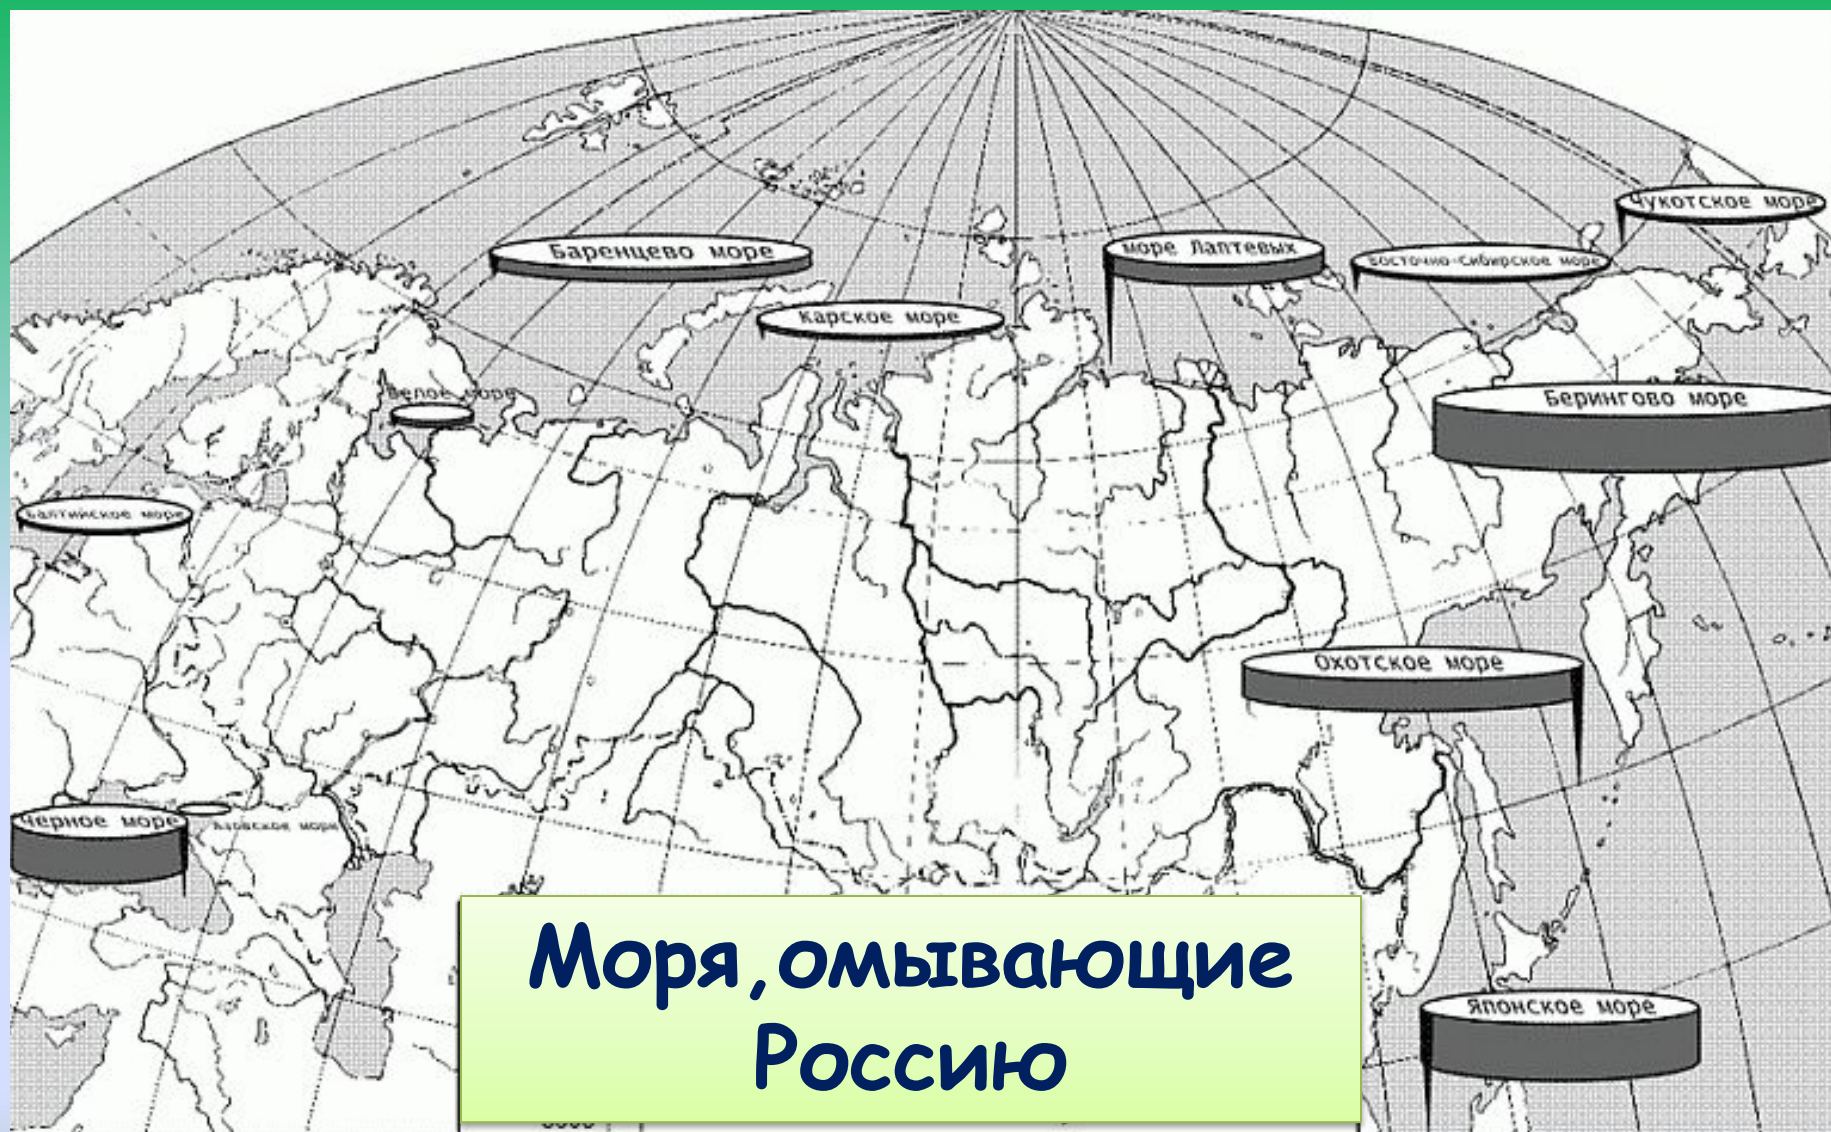 Чукотское море
Баренцево море
море Лаптевых
Восточно-Сибирское море
Карское море
Белое море
Берингово море
Балтийское море
Охотское море
Черное море
Азовское море
Японское море
Моря,омывающие
Россию